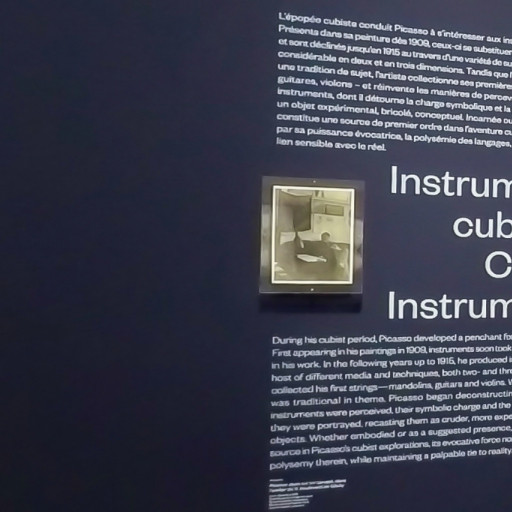 L'épopée cubiste conduit Picasso à s'intéresser aux ins
Présents dans sa peinture dès 1909, ceux-ci se substituent
et sont déclinés jusqu'en 1915 au travers d'une variété de su
considérable en deux et en trois dimensions. Tandis que l
une tradition de sujet, l'artiste collectionne ses premières
guitares, violons – et réinvente les manières de percev
instruments, dont il détourne la charge symbolique et la
un objet expérimental, bricolé, conceptuel. Incarnée ou
constitue une source de premier ordre dans l'aventure cu
par sa puissance évocatrice, la polysémie des langages,
lien sensible avec le réel.
Instrum
cub
C
Instrum
During his cubist period, Picasso developed a penchant fo
First appearing in his paintings in 1909, instruments soon took
in his work. In the following years up to 1915, he produced i
host of different media and techniques, both two- and thre
collected his first strings—mandolins, guitars and violins. W
was traditional in theme, Picasso began deconstructin
instruments were perceived, their symbolic charge and the
they were portrayed, recasting them as cruder, more expe
objects. Whether embodied or as a suggested presence,
source in Picasso's cubist explorations, its evocative force no
polysemy therein, while maintaining a palpable tie to reality